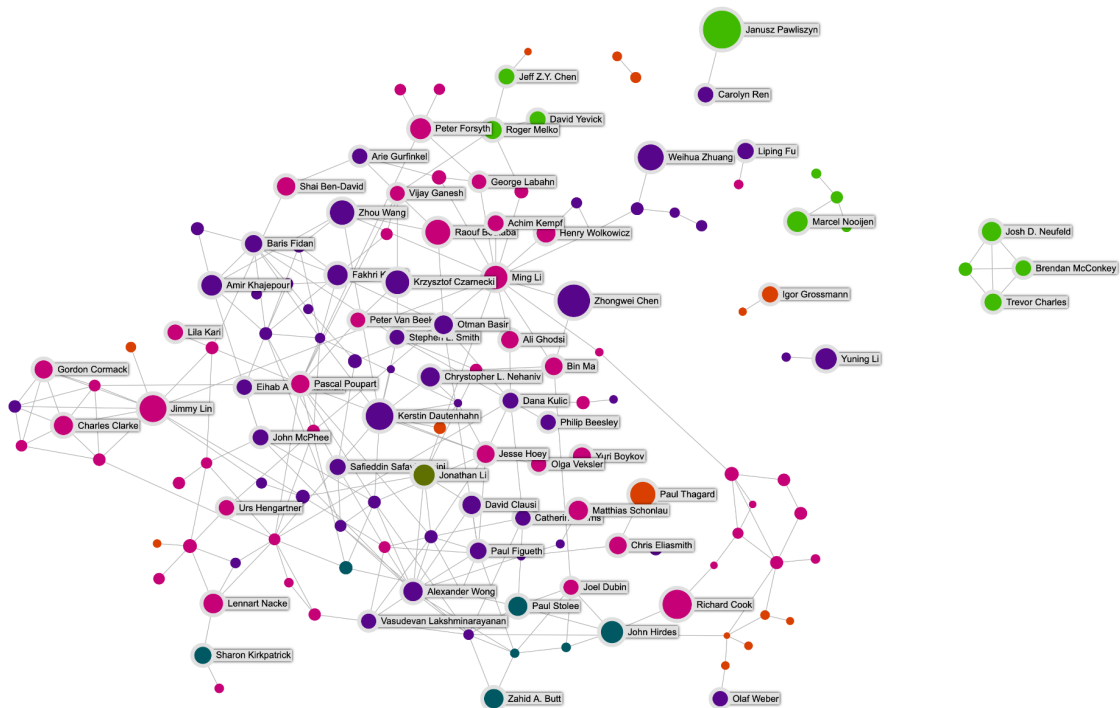 Janusz Pawliszyn
Jeff Z.Y. Chen
Carolyn Ren
David Yevick
Peter Forsyth
Roger Melko
Arie Gurfinkel
Weihua Zhuang
Liping Fu
Shai Ben-David
George Labahn
Vijay Ganesh
Zhou Wang
Achim Kempf
Marcel Nooijen
Raouf
Henry Wolkowicz
Josh D. Neufeld
Baris Fidan
Brendan McConkey
Fakhri
Ming Li
Amir Khajepour
Krzysztof Czarnecki
Igor Grossmann
Zhongwei Chen
Trevor Charles
Peter Van Beek
Otman Basir
Lila Kari
Stephen L. Smith
Ali Ghodsi
Yuning Li
Bin Ma
Gordon Cormack
Chrystopher L. Nehaniv
Eihab A
Pascal Poupart
Dana Kulic
Jimmy Lin
Kerstin Dautenhahn
Philip Beesley
Charles Clarke
John McPhee
Jesse Hoey
Yuri Boykov
Safieddin
Olga Veksler
Jonathan Li
Paul Thagard
David Clausi
Urs Hengartner
Matthias Schonlau
Chris Eliasmith
Paul Figueth
Joel Dubin
Alexander Wong
Lennart Nacke
Paul Stolee
Richard Cook
Vasudevan Lakshminarayanan
John Hirdes
Sharon Kirkpatrick
Zahid A. Butt
Olaf Weber